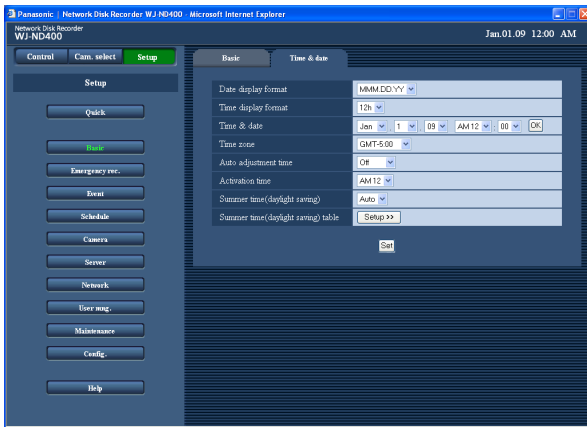 Panasonic | Network Disk Recorder WJ-ND400 - Microsoft Internet Explorer
Network Disk Recorder
WJ-ND400
Jan.01.09 12:00 AM
Control Cam. select Setup
Basic Time & date
Setup
Quick
Basic
Emergency rec.
Event
Schedule
Camera
Server
Network
User mng.
Maintenance
Config.
Help
Date display format MMM.DD.YY
Time display format 12h
Time & date Jan . 1 . 09 AM 12 : 00 OK
Time zone GMT-5:00
Auto adjustment time Off
Activation time AM 12
Summer time(daylight saving) Auto
Summer time(daylight saving) table Setup >>
Set